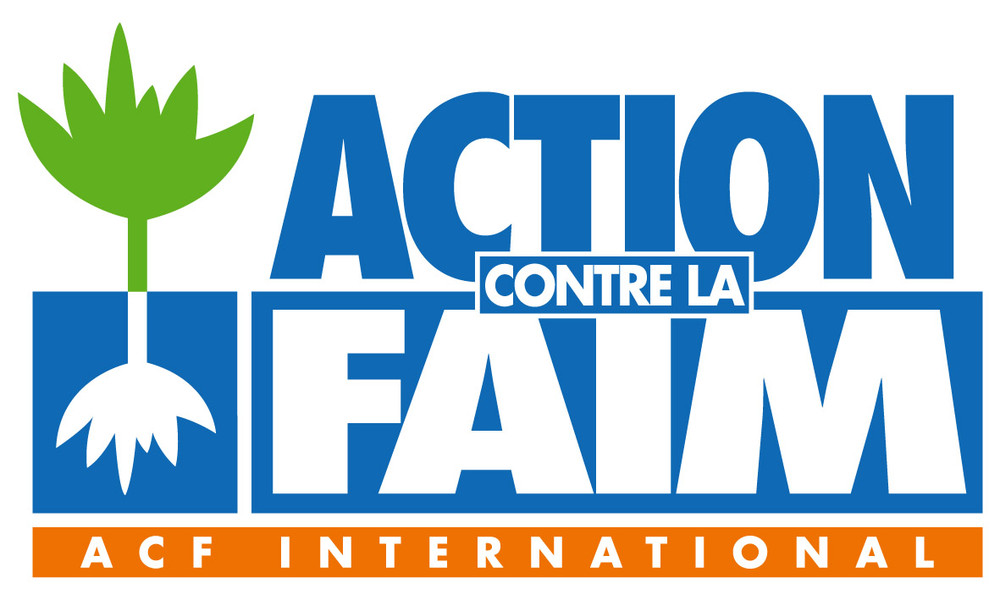 ACTION
CONTRE LA
FAIM
ACF INTERNATIONAL